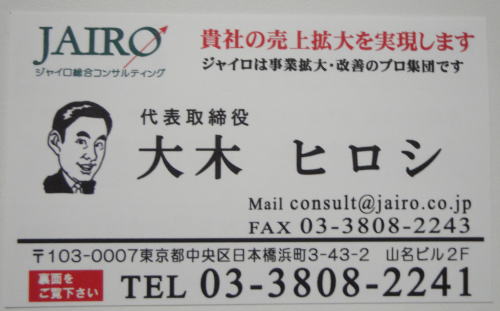 JAIRO
ジャイロ総合コンサルティング
貴社の売上拡大を実現します
ジャイロは事業拡大・改善のプロ集団です
代表取締役
大木 ヒロシ
Mail consult@jairo.co.jp
FAX 03-3808-2243
〒103-0007東京都中央区日本橋浜町3-43-2 山名ビル2F
裏面を
ご覧下さい
TEL 03-3808-2241